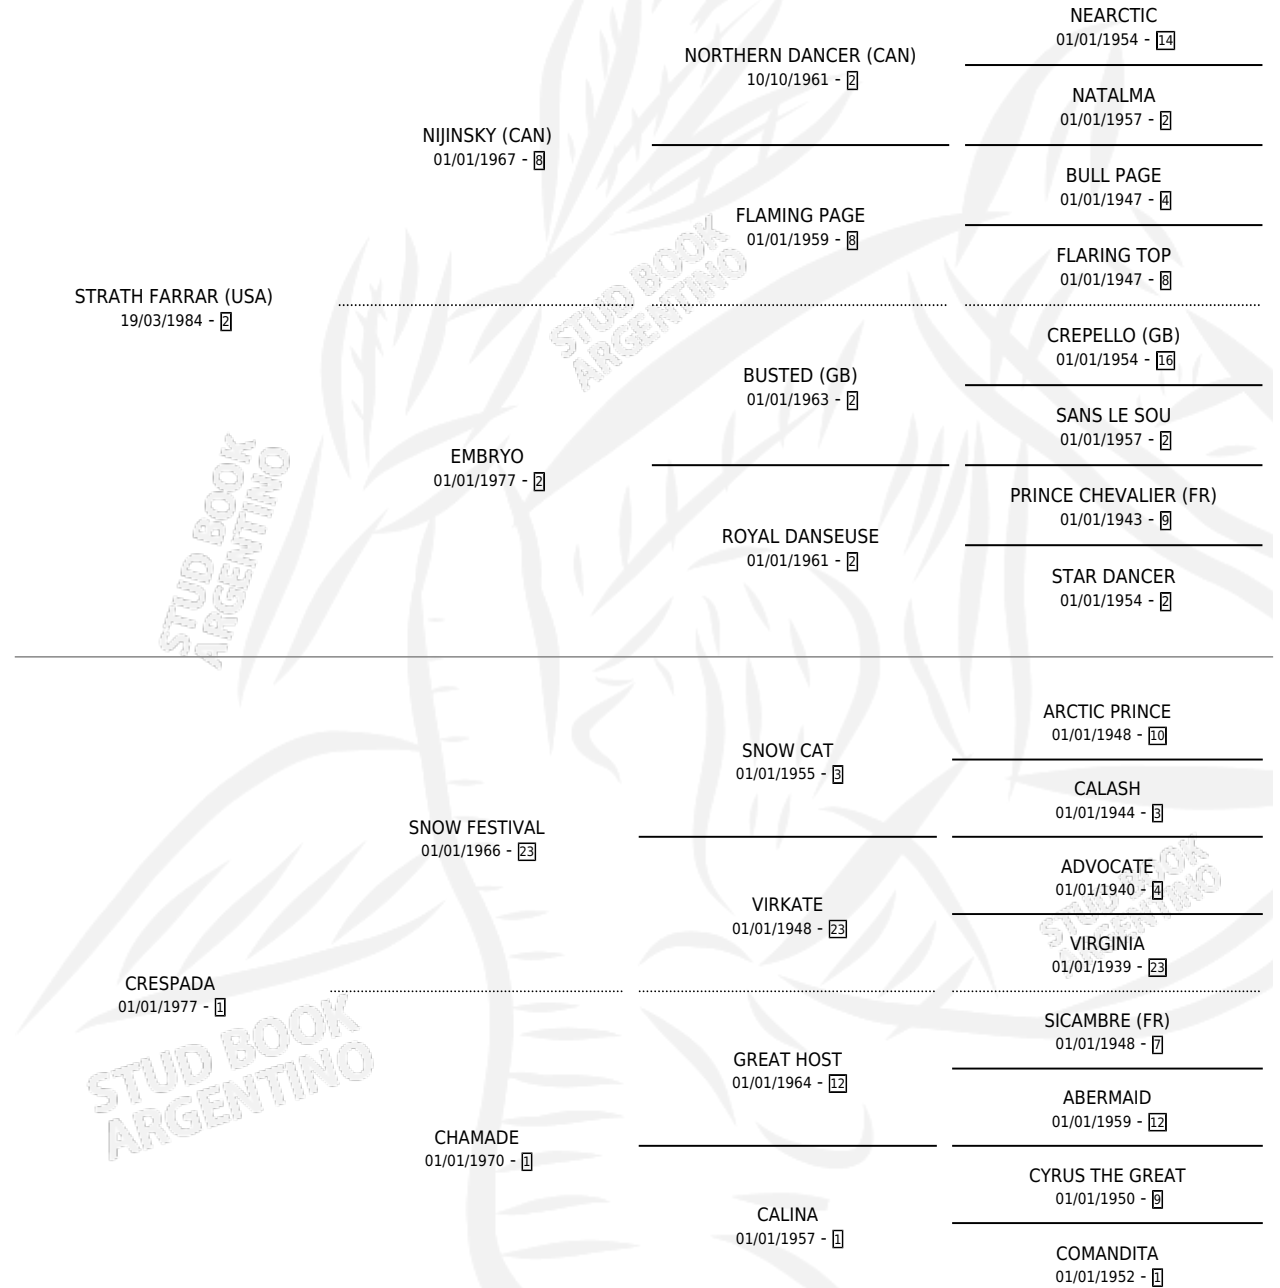 NEARCTIC
01/01/1954 - 14
NORTHERN DANCER (CAN)
10/10/1961 - 2
NATALMA
01/01/1957 - 2
NIJINSKY (CAN)
01/01/1967 - 8
BULL PAGE
01/01/1947 - 4
FLAMING PAGE
01/01/1959 - 8
FLARING TOP
01/01/1947 - 8
STRATH FARRAR (USA)
19/03/1984 - 2
STUD BOOK
ARGENTINO
CREPELLO (GB)
01/01/1954 - 16
BUSTED (GB)
01/01/1963 - 2
SANS LE SOU
01/01/1957 - 2
EMBRYO
01/01/1977 - 2
PRINCE CHEVALIER (FR)
01/01/1943 - 9
ROYAL DANSEUSE
01/01/1961 - 2
STAR DANCER
01/01/1954 - 2
STUD BOOK
ARGENTINO
ARCTIC PRINCE
01/01/1948 - 10
SNOW CAT
01/01/1955 - 3
CALASH
01/01/1944 - 3
SNOW FESTIVAL
01/01/1966 - 23
ADVOCATE
01/01/1940 - 4
VIRKATE
01/01/1948 - 23
VIRGINIA
01/01/1939 - 23
STUD BOOK
ARGENTINO
CRESPADA
01/01/1977 - 1
SICAMBRE (FR)
01/01/1948 - 7
GREAT HOST
01/01/1964 - 12
ABERMAID
01/01/1959 - 12
STUD BOOK
ARGENTINO
CHAMADE
01/01/1970 - 1
CYRUS THE GREAT
01/01/1950 - 9
CALINA
01/01/1957 - 1
COMANDITA
01/01/1952 - 1